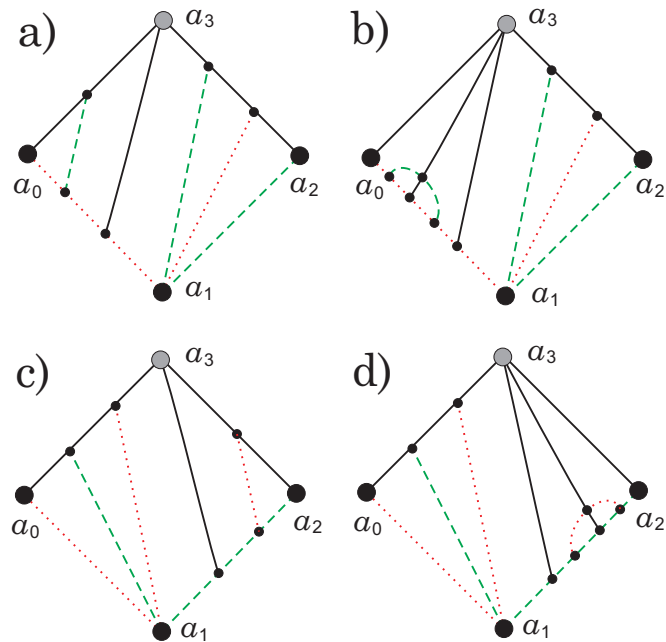 a) a₃
a₀ a₂
a₁
b) a₃
a₀ a₂
a₁
c) a₃
a₀ a₂
a₁
d) a₃
a₀ a₂
a₁